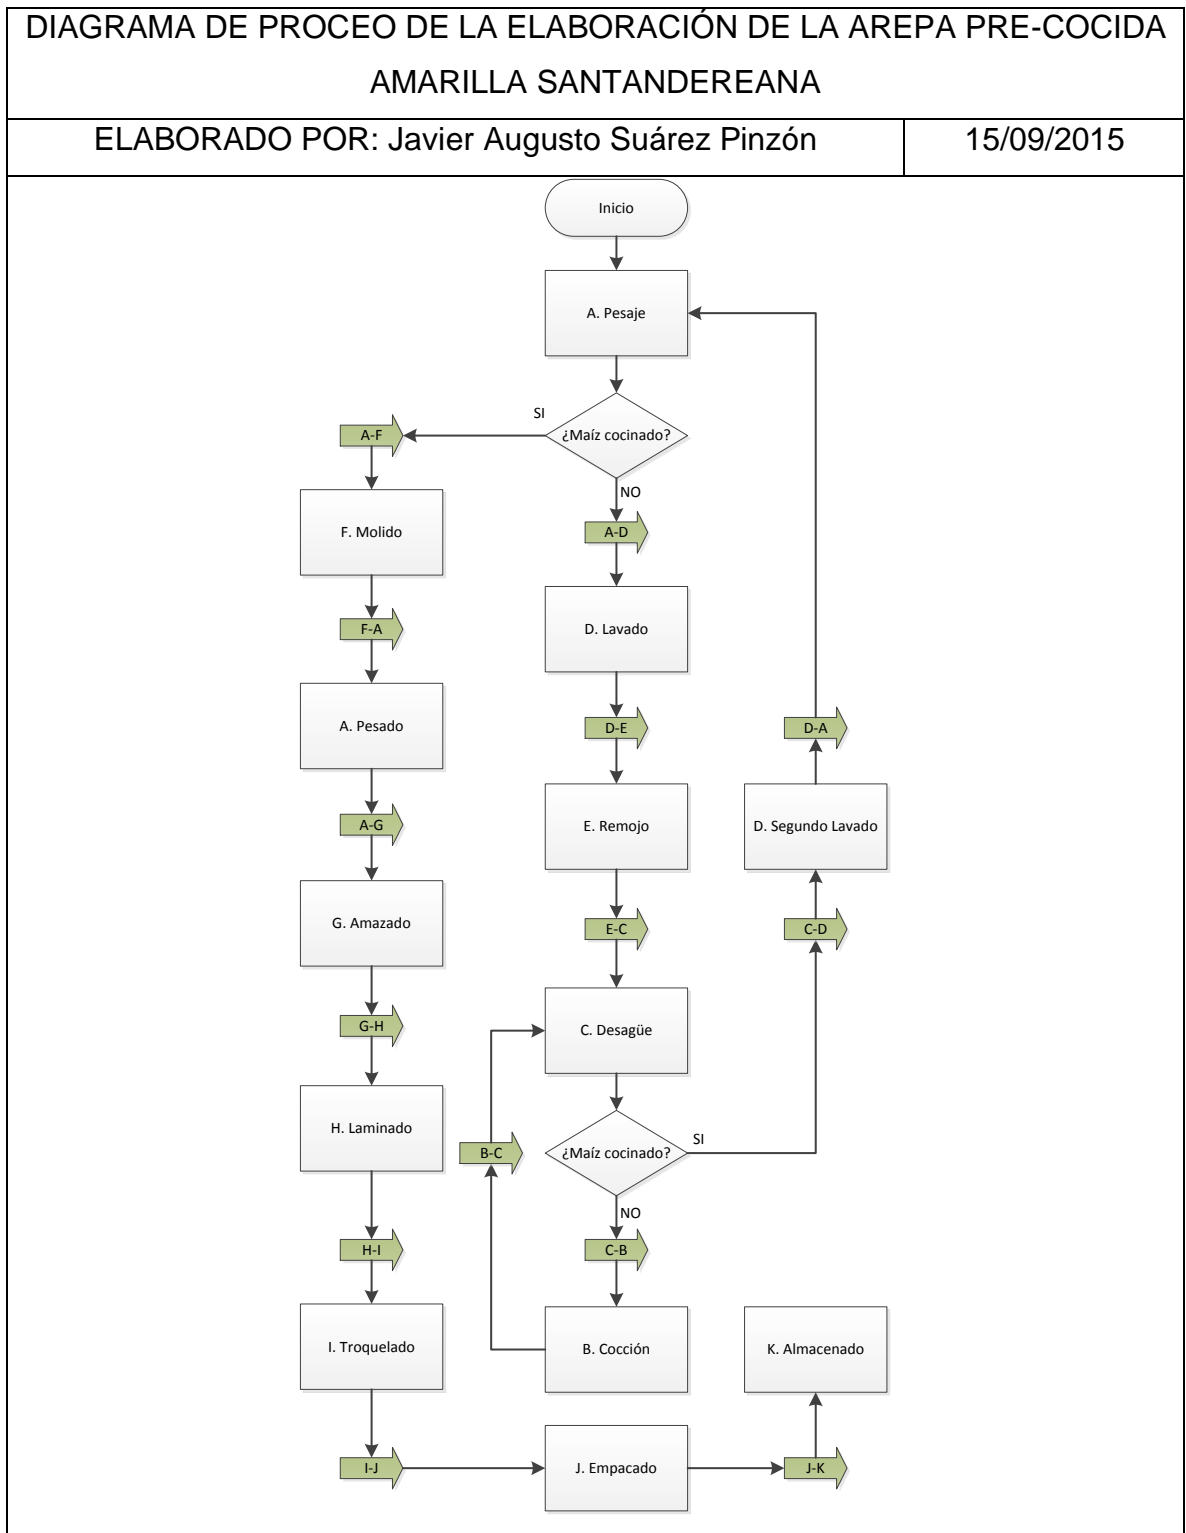 DIAGRAMA DE PROCEO DE LA ELABORACIÓN DE LA AREPA PRE-COCIDA
AMARILLA SANTANDEREANA
ELABORADO POR: Javier Augusto Suárez Pinzón
15/09/2015
Inicio
A. Pesaje
¿Maíz cocinado?
SI
NO
A-F
F. Molido
F-A
A. Pesado
A-G
G. Amazado
G-H
H. Laminado
H-I
I. Troquelado
I-J
A-D
D. Lavado
D-E
E. Remojo
E-C
C. Desagüe
¿Maíz cocinado?
SI
NO
C-B
B. Cocción
B-C
C-D
D. Segundo Lavado
D-A
J. Empacado
J-K
K. Almacenado